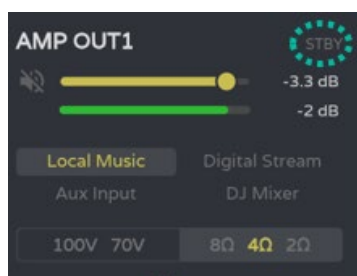 AMP OUT1 STBY
-3.3 dB
-2 dB
Local Music Digital Stream
Aux Input DJ Mixer
100V 70V 8Ω 4Ω 2Ω